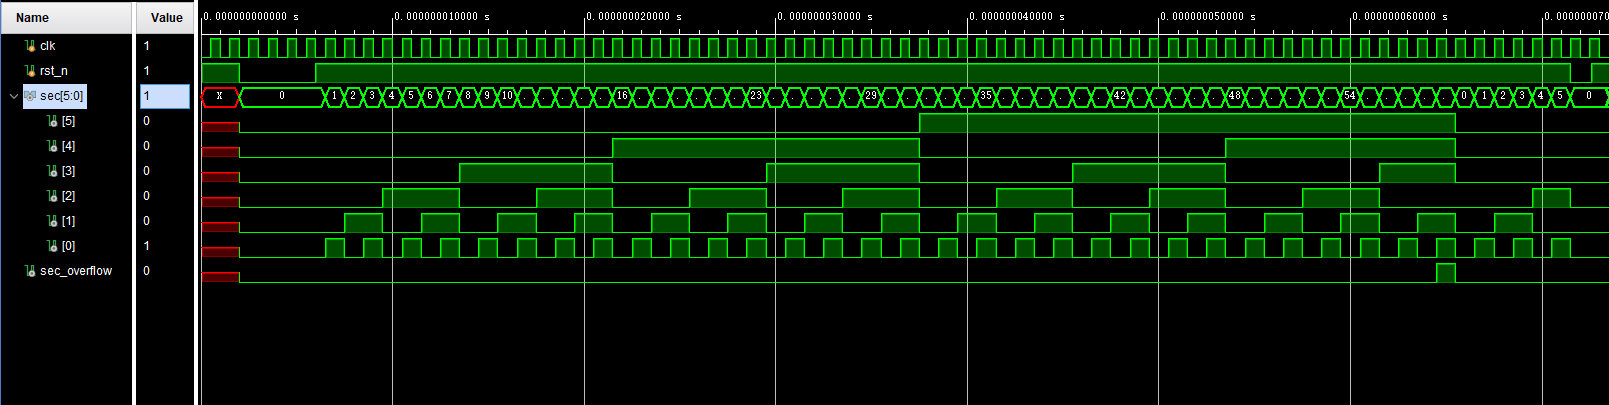 Name Value 0.000000000000 s 0.000000010000 s 0.000000020000 s 0.000000030000 s 0.000000040000 s 0.000000050000 s 0.000000060000 s 0.00000007
clk 1
rst_n 1
sec[5:0] 1 X 0 1 2 3 4 5 6 7 8 9 10 . . . . . 16 . . . . . . 23 . . . . . 29 . . . . . 35 . . . . . . 42 . . . . . 48 . . . . . 54 . . . . . 0 1 2 3 4 5 0
[5] 0
[4] 0
[3] 0
[2] 0
[1] 0
[0] 1
sec_overflow 0